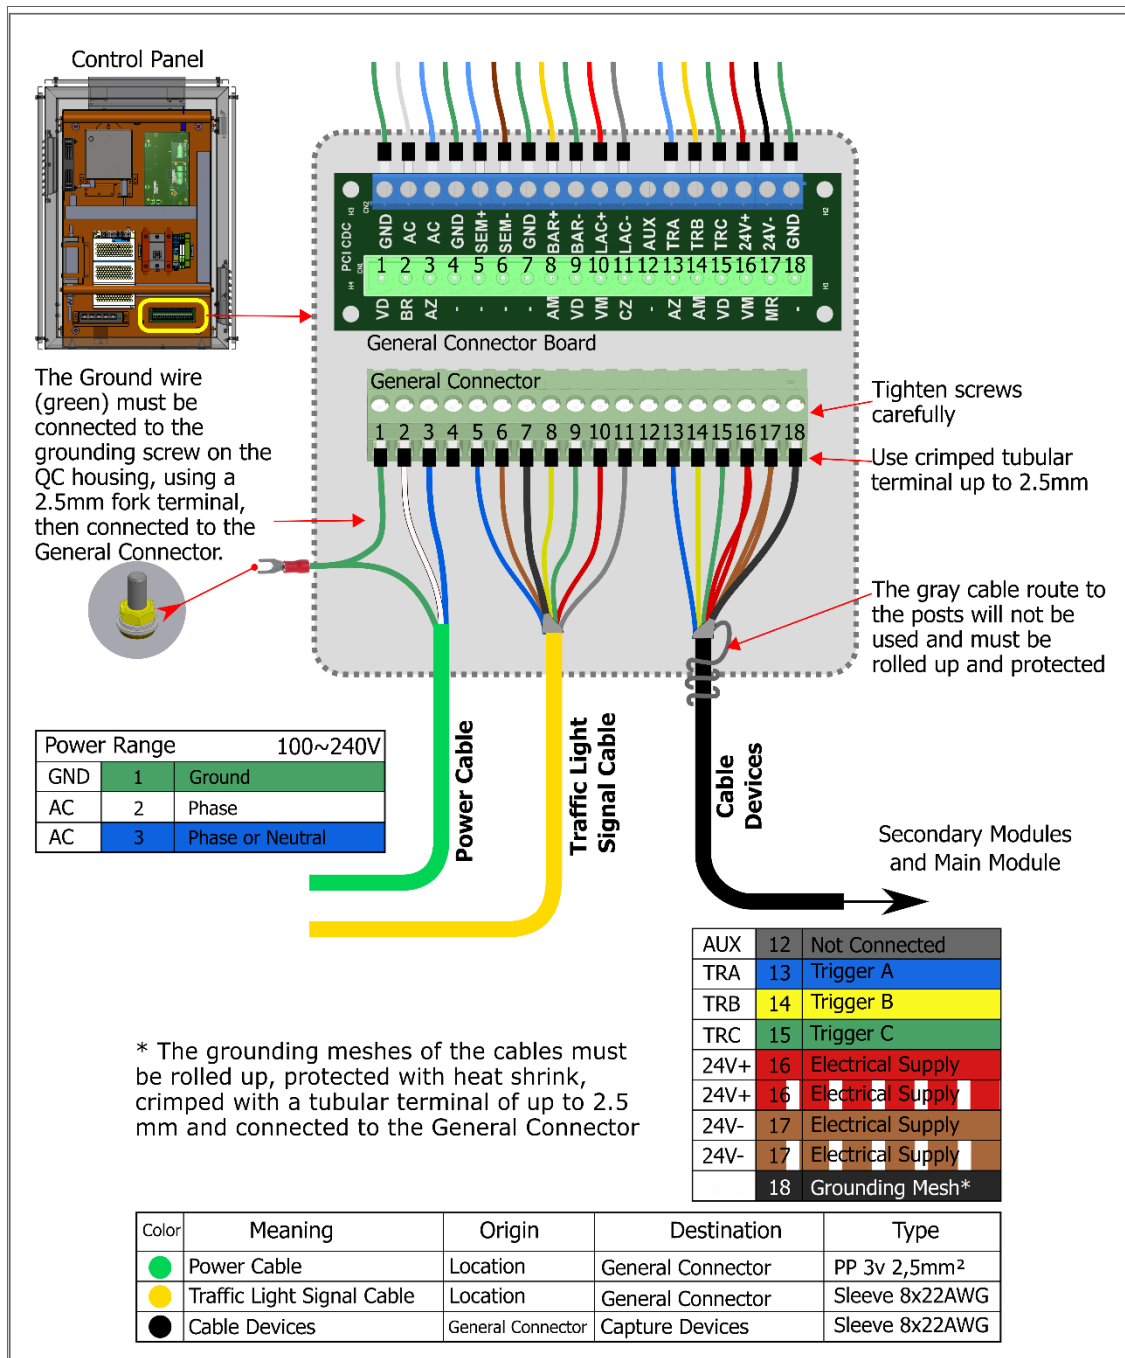 Control Panel
H3
CN2
GND
AC
AC
GND
SEM+
SEM-
GND
BAR+
BAR-
LAC+
LAC-
AUX
TRA
TRB
TRC
24V+
24V-
GND
H2
PCICDC
CN1
1 2 3 4 5 6 7 8 9 10 11 12 13 14 15 16 17 18
H4
VD
BR
AZ
-
-
-
-
AM
VD
VM
CZ
-
AZ
AM
VD
VM
MR
-
H1
General Connector Board
General Connector
1 2 3 4 5 6 7 8 9 10 11 12 13 14 15 16 17 18
The Ground wire
(green) must be
connected to the
grounding screw on the
QC housing, using a
2.5mm fork terminal,
then connected to the
General Connector.
Tighten screws
carefully
Use crimped tubular
terminal up to 2.5mm
The gray cable route to
the posts will not be
used and must be
rolled up and protected
Power Range 100~240V
GND 1 Ground
AC 2 Phase
AC 3 Phase or Neutral
Power Cable
Traffic Light
Signal Cable
Cable
Devices
Secondary Modules
and Main Module
AUX 12 Not Connected
TRA 13 Trigger A
TRB 14 Trigger B
TRC 15 Trigger C
24V+ 16 Electrical Supply
24V+ 16 Electrical Supply
24V- 17 Electrical Supply
24V- 17 Electrical Supply
18 Grounding Mesh*
* The grounding meshes of the cables must
be rolled up, protected with heat shrink,
crimped with a tubular terminal of up to 2.5
mm and connected to the General Connector
Color Meaning Origin Destination Type
Power Cable Location General Connector PP 3v 2,5mm²
Traffic Light Signal Cable Location General Connector Sleeve 8x22AWG
Cable Devices General Connector Capture Devices Sleeve 8x22AWG